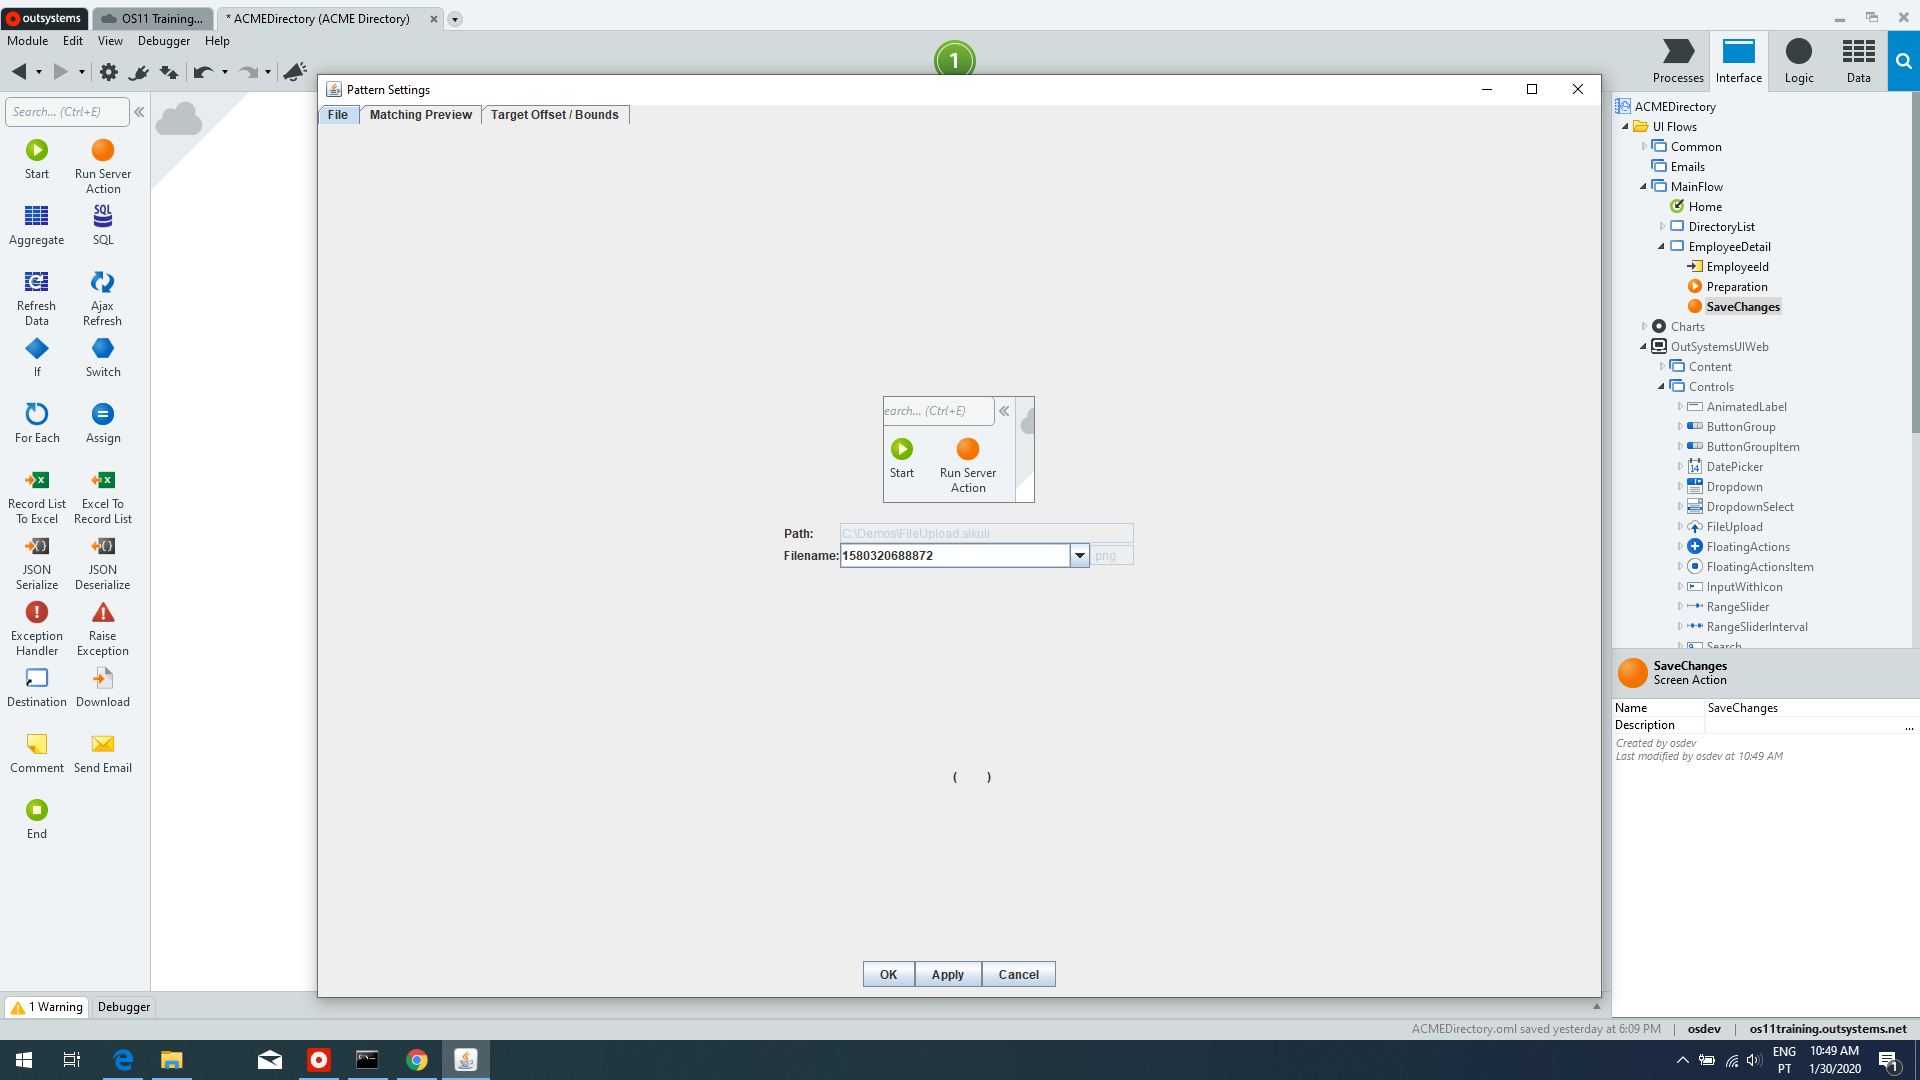 outsystems
OS11 Training...
* ACMEDirectory (ACME Directory)
Module
Edit
View
Debugger
Help
1
Processes
Interface
Logic
Data
Pattern Settings
File
Matching Preview
Target Offset / Bounds
Search... (Ctrl+E)
Start
Run Server
Action
SQL
Aggregate
SQL
Refresh
Data
Ajax
Refresh
If
Switch
For Each
Assign
Record List
To Excel
Excel To
Record List
JSON
Serialize
JSON
Deserialize
Exception
Handler
Raise
Exception
Destination
Download
Comment
Send Email
End
earch... (Ctrl+E)
Start
Run Server
Action
Path:
C:\Demos\FileUpload.sikuli
Filename:
1580320688872
.png
( )
OK
Apply
Cancel
ACMEDirectory
UI Flows
Common
Emails
MainFlow
Home
DirectoryList
EmployeeDetail
EmployeeId
Preparation
SaveChanges
Charts
OutSystemsUIWeb
Content
Controls
AnimatedLabel
ButtonGroup
ButtonGroupItem
DatePicker
Dropdown
DropdownSelect
FileUpload
FloatingActions
FloatingActionsItem
InputWithIcon
RangeSlider
RangeSliderInterval
Search
SaveChanges
Screen Action
Name
SaveChanges
Description
...
Created by osdev
Last modified by osdev at 10:49 AM
1 Warning
Debugger
ACMEDirectory.oml saved yesterday at 6:09 PM
osdev
os11training.outsystems.net
ENG
PT
10:49 AM
1/30/2020
1